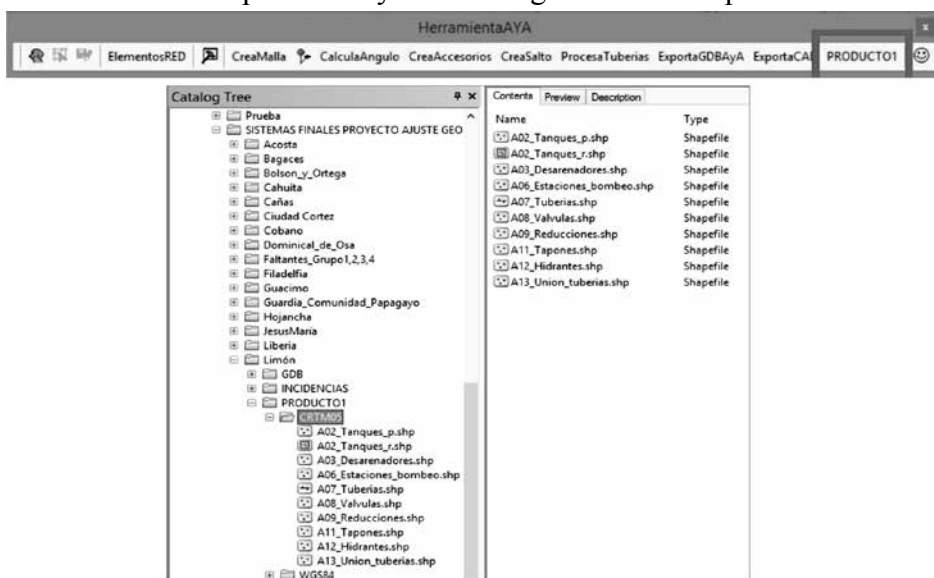 HerramientaAYA
ElementosRED CreaMalla CalculaAngulo CreaAccesorios CreaSalto ProcesaTuberias ExportaGDBAyA ExportaCAD PRODUCTO1
Catalog Tree
Prueba
SISTEMAS FINALES PROYECTO AJUSTE GEO
Acosta
Bagaces
Bolson_y_Ortega
Cahuita
Cañas
Ciudad Cortez
Cobano
Dominical_de_Osa
Faltantes_Grupo1,2,3,4
Filadelfia
Guacimo
Guardia_Comunidad_Papagayo
Hojancha
JesusMaría
Liberia
Limón
GDB
INCIDENCIAS
PRODUCTO1
CRTM05
A02_Tanques_p.shp
A02_Tanques_r.shp
A03_Desarenadores.shp
A06_Estaciones_bombeo.shp
A07_Tuberias.shp
A08_Valvulas.shp
A09_Reducciones.shp
A11_Tapones.shp
A12_Hidrantes.shp
A13_Union_tuberias.shp
WGS84
Contents Preview Description
Name Type
A02_Tanques_p.shp Shapefile
A02_Tanques_r.shp Shapefile
A03_Desarenadores.shp Shapefile
A06_Estaciones_bombeo.shp Shapefile
A07_Tuberias.shp Shapefile
A08_Valvulas.shp Shapefile
A09_Reducciones.shp Shapefile
A11_Tapones.shp Shapefile
A12_Hidrantes.shp Shapefile
A13_Union_tuberias.shp Shapefile